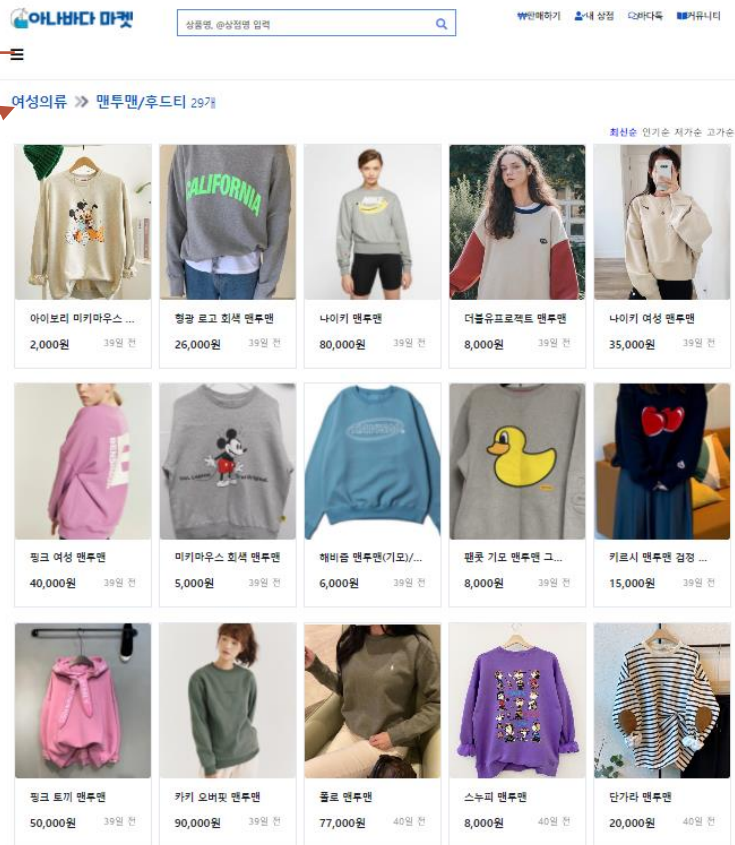 아나바다 마켓
상품명, @상점명 입력
₩판매하기 내 상점 바다톡 커뮤니티
여성의류 맨투맨/후드티 29개
최신순 인기순 저가순 고가순
CALIFORNIA
아이보리 미키마우스 ...
2,000원 39일 전
형광 로고 회색 맨투맨
26,000원 39일 전
나이키 맨투맨
80,000원 39일 전
더블유프로젝트 맨투맨
8,000원 39일 전
나이키 여성 맨투맨
35,000원 39일 전
핑크 여성 맨투맨
40,000원 39일 전
미키마우스 회색 맨투맨
5,000원 39일 전
해비즘 맨투맨(기모)/...
6,000원 39일 전
팬콧 기모 맨투맨 그...
8,000원 39일 전
키르시 맨투맨 검정 ...
15,000원 39일 전
핑크 토끼 맨투맨
50,000원 39일 전
카키 오버핏 맨투맨
90,000원 39일 전
폴로 맨투맨
77,000원 40일 전
스누피 맨투맨
8,000원 40일 전
단가라 맨투맨
20,000원 40일 전